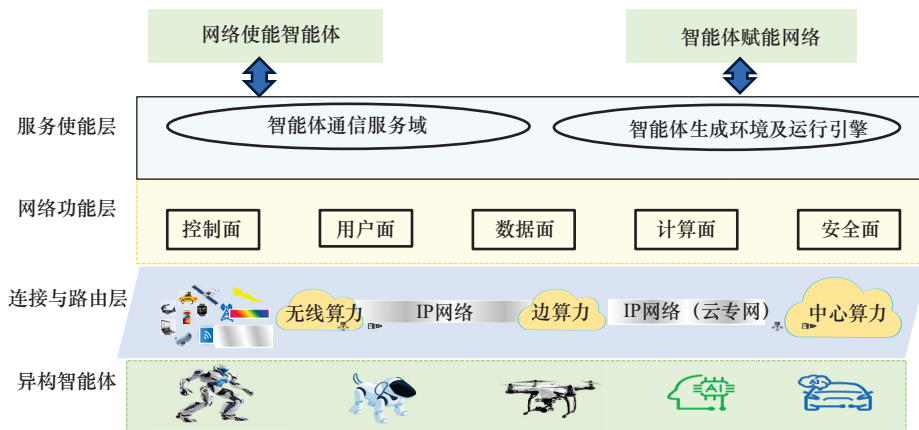 网络使能智能体
智能体赋能网络
服务使能层
智能体通信服务域
智能体生成环境及运行引擎
网络功能层
控制面
用户面
数据面
计算面
安全面
连接与路由层
无线算力
IP网络
边算力
IP网络（云专网）
中心算力
异构智能体
AI
AI